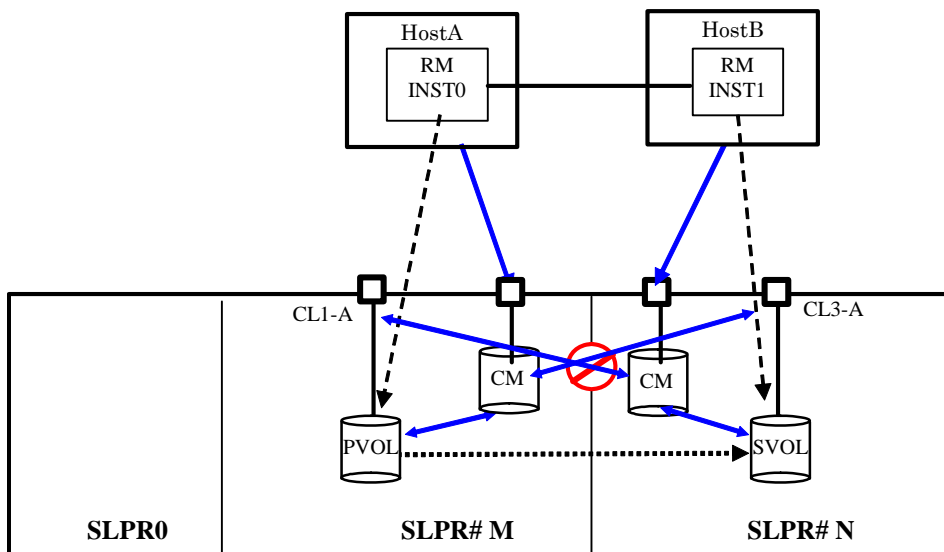 HostA
HostB
RM
INST0
RM
INST1
CL1-A
CL3-A
CM
CM
PVOL
SVOL
SLPR0
SLPR# M
SLPR# N